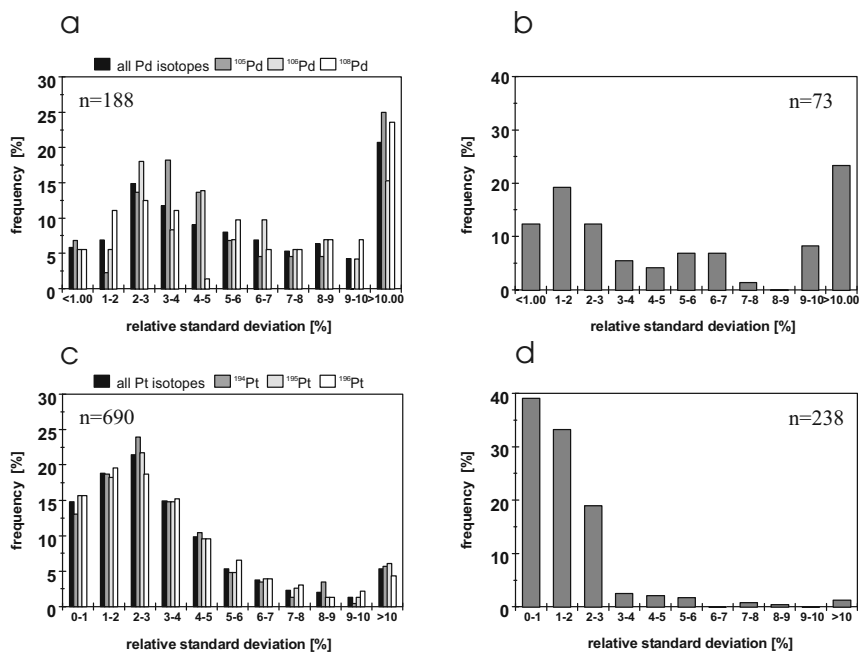 a
b
all Pd isotopes ¹⁰⁵Pd ¹⁰⁶Pd ¹⁰⁸Pd
30
25
20
15
10
5
0
frequency [%]
n=188
<1.00 1-2 2-3 3-4 4-5 5-6 6-7 7-8 8-9 9-10 >10.00
relative standard deviation [%]
40
30
20
10
0
frequency [%]
n=73
<1.00 1-2 2-3 3-4 4-5 5-6 6-7 7-8 8-9 9-10 >10.00
relative standard deviation [%]
c
d
all Pt isotopes ¹⁹⁴Pt ¹⁹⁵Pt ¹⁹⁶Pt
30
25
20
15
10
5
0
frequency [%]
n=690
0-1 1-2 2-3 3-4 4-5 5-6 6-7 7-8 8-9 9-10 >10
relative standard deviation [%]
40
30
20
10
0
frequency [%]
n=238
0-1 1-2 2-3 3-4 4-5 5-6 6-7 7-8 8-9 9-10 >10
relative standard deviation [%]